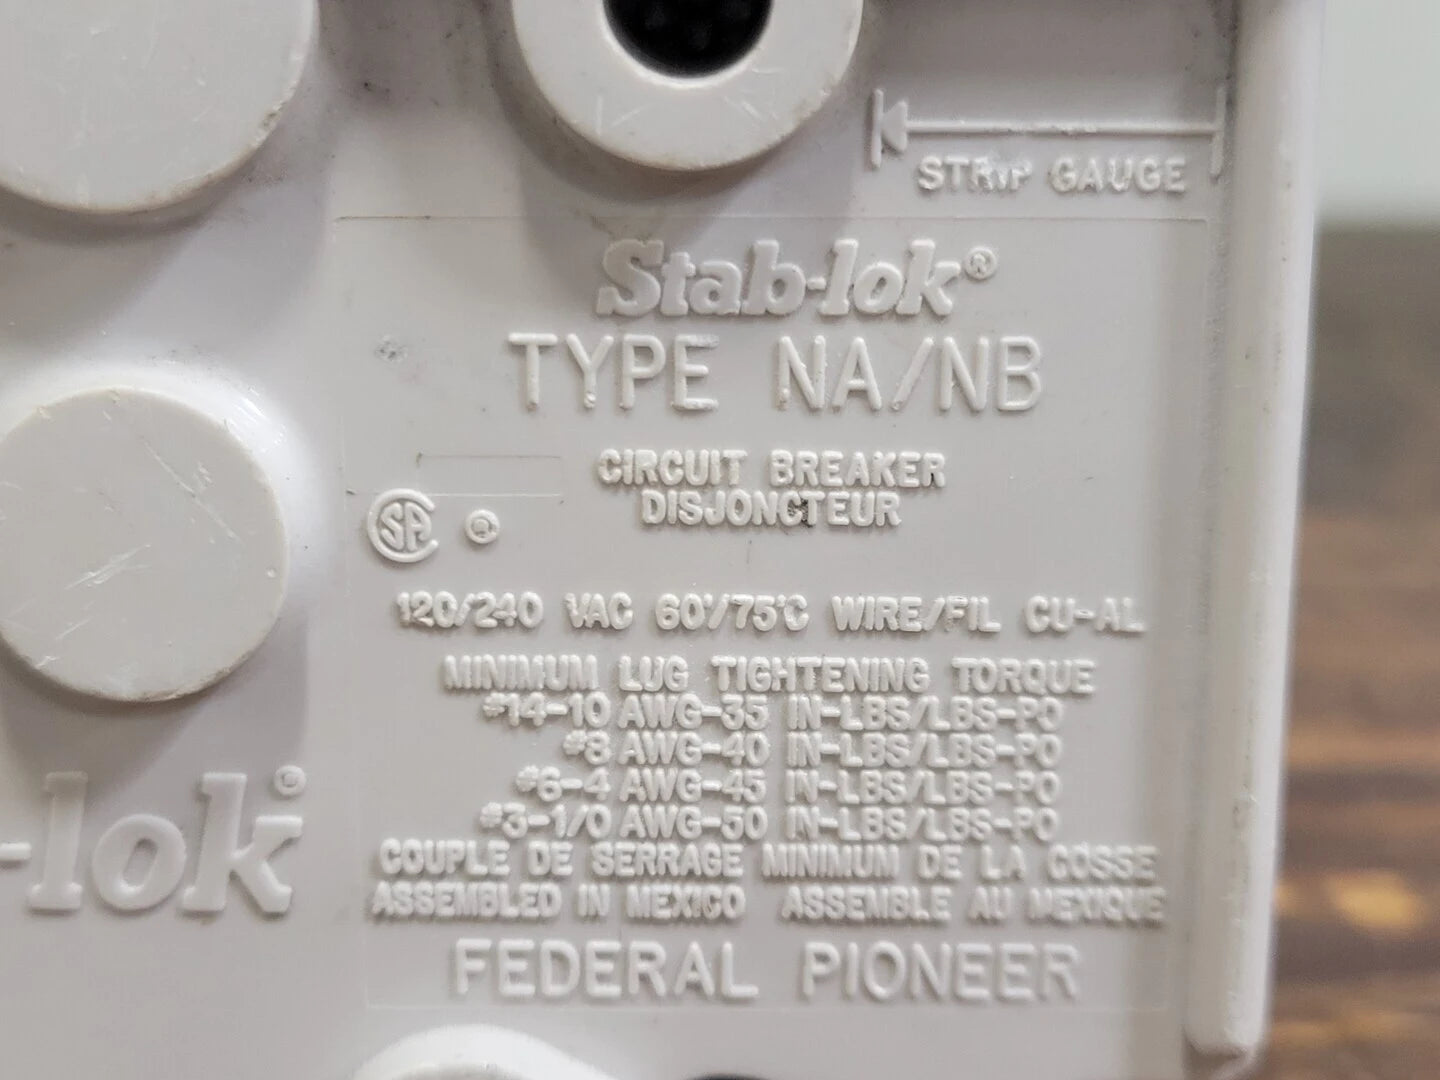 STRIP GAUGE
Stab-lok®
TYPE NA/NB
CIRCUIT BREAKER
DISJONCTEUR
CSA ®
120/240 VAC 60°/75°C WIRE/FIL CU-AL
MINIMUM LUG TIGHTENING TORQUE
#14-10 AWG-35 IN-LBS/LBS-PO
#8 AWG-40 IN-LBS/LBS-PO
#6-4 AWG-45 IN-LBS/LBS-PO
#3-1/0 AWG-50 IN-LBS/LBS-PO
COUPLE DE SERRAGE MINIMUM DE LA COSSE
ASSEMBLED IN MEXICO ASSEMBLE AU MEXIQUE
FEDERAL PIONEER
-lok®